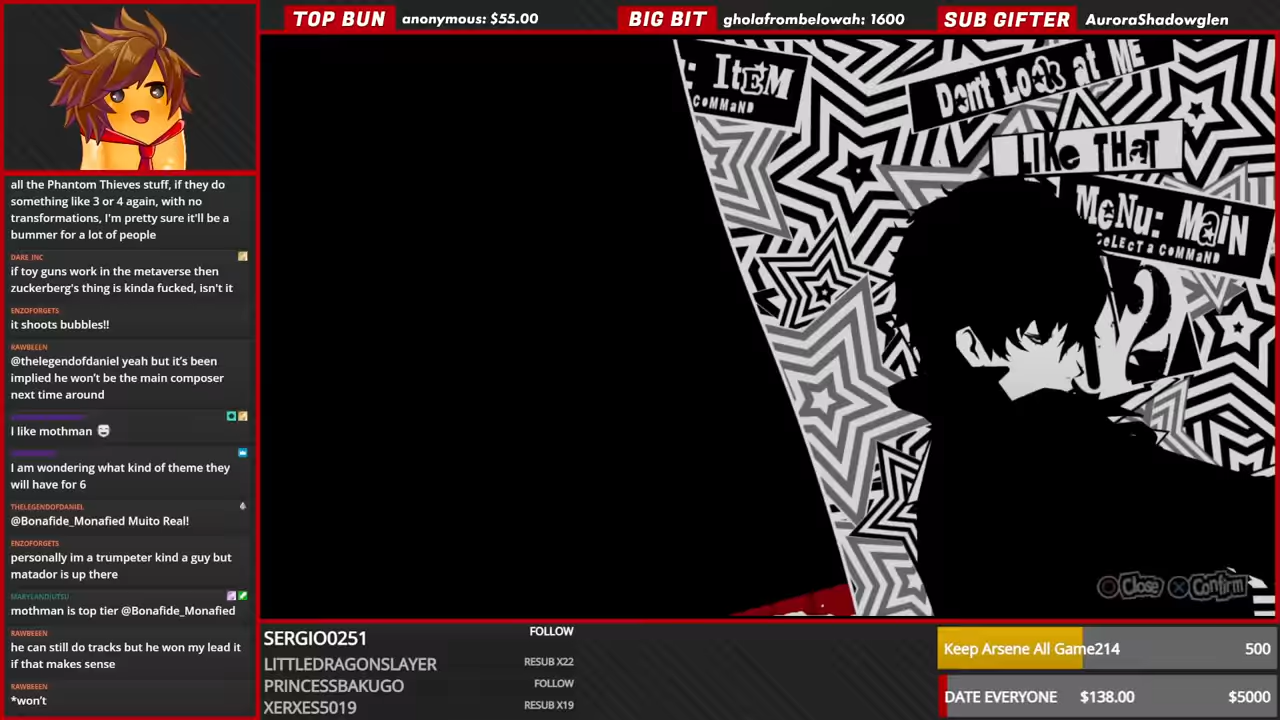 TOP BUN anonymous: $55.00 BIG BIT gholafrombelowah: 1600 SUB GIFTER AuroraShadowglen
all the Phantom Thieves stuff, if they do
something like 3 or 4 again, with no
transformations, I'm pretty sure it'll be a
bummer for a lot of people
DARE_INC
if toy guns work in the metaverse then
zuckerberg's thing is kinda fucked, isn't it
ENZOFORGETS
it shoots bubbles!!
RAWBEEEN
@thelegendofdaniel yeah but it's been
implied he won't be the main composer
next time around
I like mothman
I am wondering what kind of theme they
will have for 6
THELEGENDOFDANIEL
@Bonafide_Monafied Muito Real!
ENZOFORGETS
personally im a trumpeter kind a guy but
matador is up there
MARYLANDJUTSU
mothman is top tier @Bonafide_Monafied
RAWBEEEN
he can still do tracks but he won my lead it
if that makes sense
RAWBEEEN
*won't
: ItEM
COMMAND
Dont LooK at ME
LIKe THAT
MeNu: MaiN
SeLECT a COMMAND
Close Confirm
SERGIO0251 FOLLOW
LITTLEDRAGONSLAYER RESUB X22
PRINCESSBAKUGO FOLLOW
XERXES5019 RESUB X19
Keep Arsene All Game214 500
DATE EVERYONE $138.00 $5000